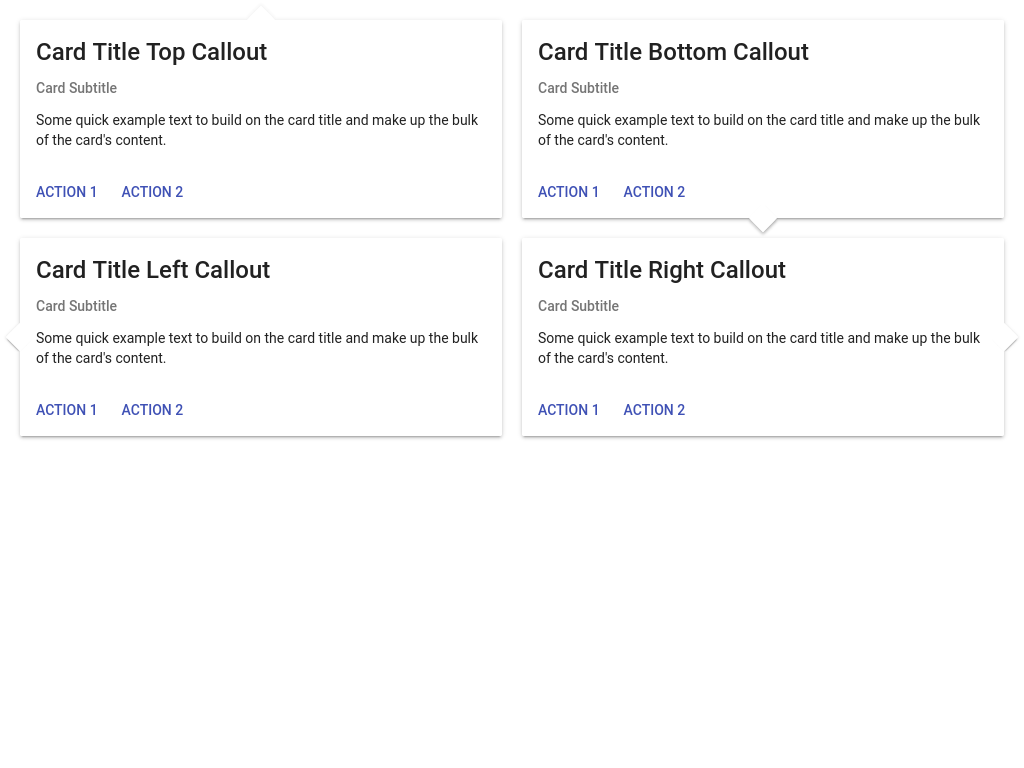 Card Title Top Callout
Card Subtitle
Some quick example text to build on the card title and make up the bulk
of the card's content.
ACTION 1 ACTION 2
Card Title Bottom Callout
Card Subtitle
Some quick example text to build on the card title and make up the bulk
of the card's content.
ACTION 1 ACTION 2
Card Title Left Callout
Card Subtitle
Some quick example text to build on the card title and make up the bulk
of the card's content.
ACTION 1 ACTION 2
Card Title Right Callout
Card Subtitle
Some quick example text to build on the card title and make up the bulk
of the card's content.
ACTION 1 ACTION 2